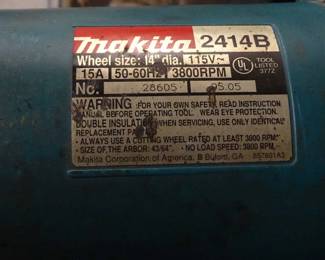 makita 2414B
Wheel size: 14" dia. 115V~
15A 50-60Hz 3800RPM
UL
LISTED
TOOL
377Z
No. 28605 95.05
WARNING FOR YOUR OWN SAFETY, READ INSTRUCTION
MANUAL BEFORE OPERATING TOOL. WEAR EYE PROTECTION.
DOUBLE INSULATION WHEN SERVICING, USE ONLY IDENTICAL
REPLACEMENT PARTS.
• ALWAYS USE A CUTTING WHEEL RATED AT LEAST 3800 RPM.
• SIZE OF THE ARBOR: 43/64". • NO LOAD SPEED: 3800 RPM.
Makita Corporation of America, B Buford, GA